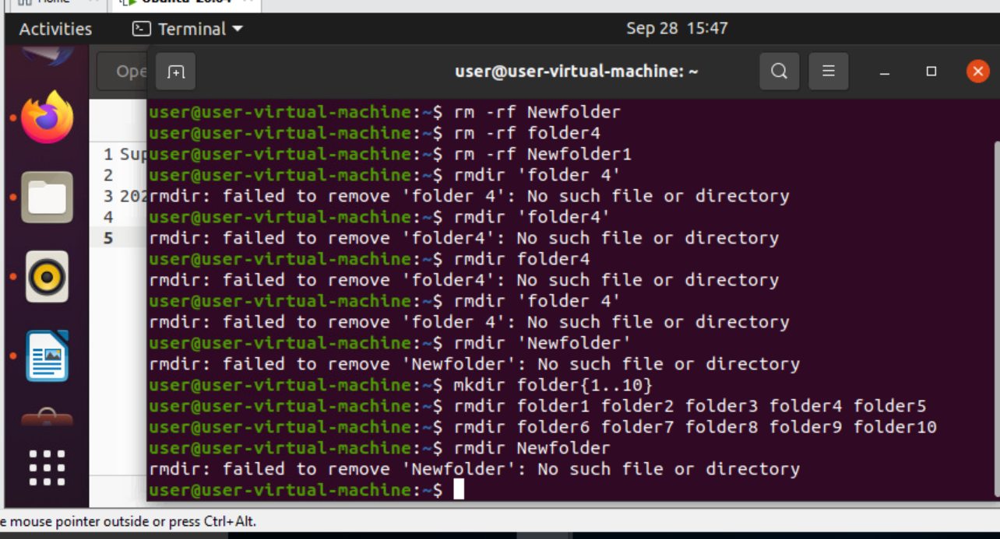 Home
Ubuntu 20.04
Activities
Terminal
Sep 28 15:47
Ope
user@user-virtual-machine: ~
user@user-virtual-machine:~$ rm -rf Newfolder
user@user-virtual-machine:~$ rm -rf folder4
1 Sup
user@user-virtual-machine:~$ rm -rf Newfolder1
2
user@user-virtual-machine:~$ rmdir 'folder 4'
3 202
rmdir: failed to remove 'folder 4': No such file or directory
4
user@user-virtual-machine:~$ rmdir 'folder4'
5
rmdir: failed to remove 'folder4': No such file or directory
user@user-virtual-machine:~$ rmdir folder4
rmdir: failed to remove 'folder4': No such file or directory
user@user-virtual-machine:~$ rmdir 'folder 4'
rmdir: failed to remove 'folder 4': No such file or directory
user@user-virtual-machine:~$ rmdir 'Newfolder'
rmdir: failed to remove 'Newfolder': No such file or directory
user@user-virtual-machine:~$ mkdir folder{1..10}
user@user-virtual-machine:~$ rmdir folder1 folder2 folder3 folder4 folder5
user@user-virtual-machine:~$ rmdir folder6 folder7 folder8 folder9 folder10
user@user-virtual-machine:~$ rmdir Newfolder
rmdir: failed to remove 'Newfolder': No such file or directory
user@user-virtual-machine:~$
e mouse pointer outside or press Ctrl+Alt.